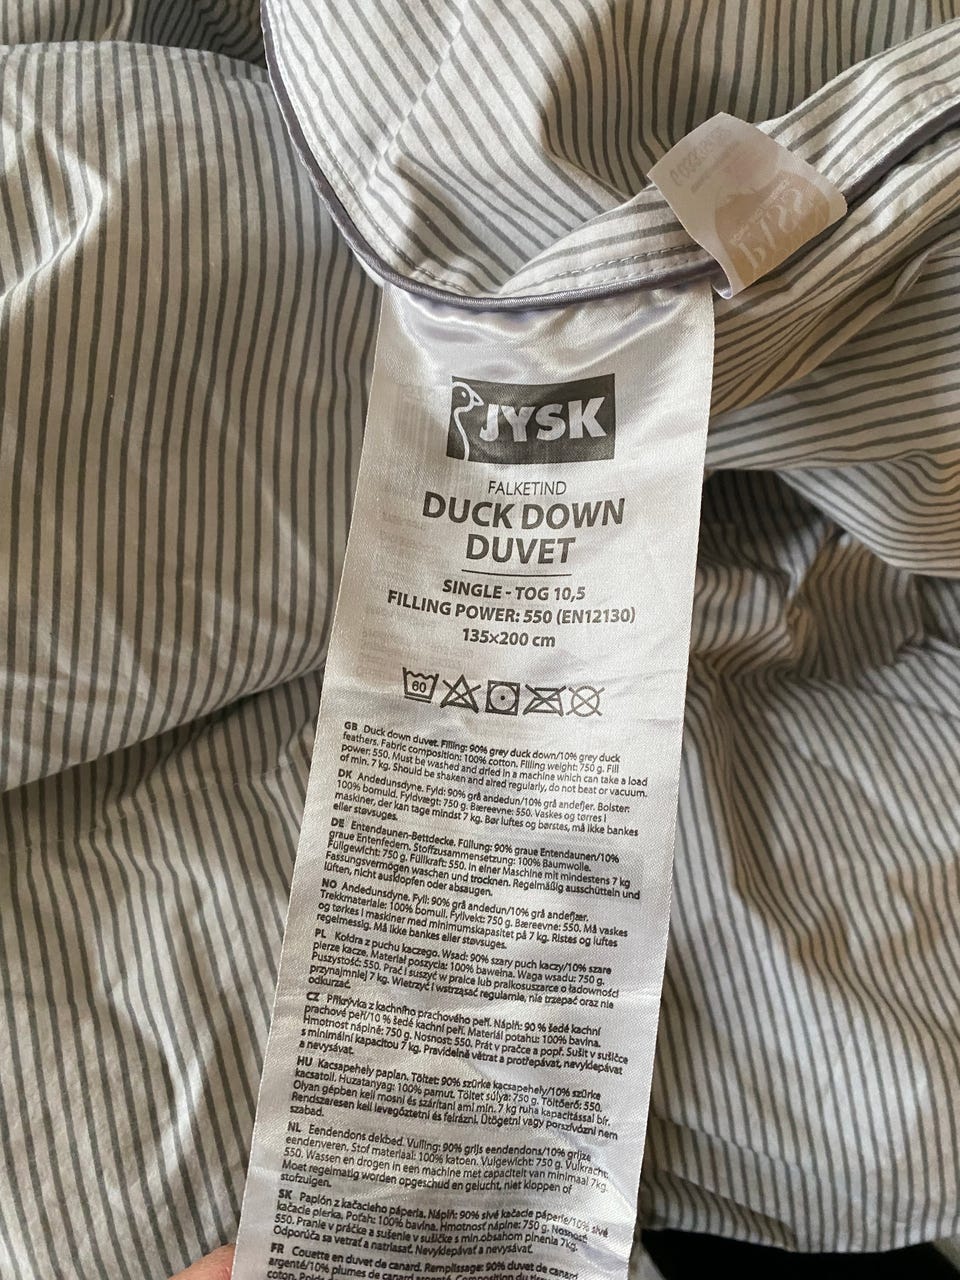 JYSK
FALKETIND
DUCK DOWN
DUVET
SINGLE - TOG 10,5
FILLING POWER: 550 (EN12130)
135×200 cm
60
GB Duck down duvet. Filling: 90% grey duck down/10% grey duck
feathers. Fabric composition: 100% cotton. Filling weight: 750 g. Fill
power: 550. Must be washed and dried in a machine which can take a load
of min. 7 kg. Should be shaken and aired regularly, do not beat or vacuum.
DK Andedunsdyne. Fyld: 90% grå andedun/10% grå andefjer. Bolster:
100% bomuld. Fyldvægt: 750 g. Bæreevne: 550. Vaskes og tørres i
maskiner, der kan tage mindst 7 kg. Bør luftes og børstes, må ikke bankes
eller støvsuges.
DE Entendaunen-Bettdecke. Füllung: 90% graue Entendaunen/10%
graue Entenfedern. Stoffzusammensetzung: 100% Baumwolle.
Füllgewicht: 750 g. Füllkraft: 550. In einer Maschine mit mindestens 7 kg
Fassungsvermögen waschen und trocknen. Regelmäßig ausschütteln und
lüften, nicht ausklopfen oder absaugen.
NO Andedunsdyne. Fyll: 90% grå andedun/10% grå andefjær.
Trekkmateriale: 100% bomull. Fyllvekt: 750 g. Bæreevne: 550. Må vaskes
og tørkes i maskiner med minimumskapasitet på 7 kg. Ristes og luftes
regelmessig. Må ikke bankes eller støvsuges.
PL Kołdra z puchu kaczego. Wsad: 90% szary puch kaczy/10% szare
pierze kacze. Materiał poszycia: 100% bawełna. Waga wsadu: 750 g.
Puszystość: 550. Prać i suszyć w pralce lub pralkosuszarce o ładowności
przynajmniej 7 kg. Wietrzyć i wstrząsać regularnie, nie trzepać oraz nie
odkurzać.
CZ Přikrývka z kachního prachového peří. Náplň: 90 % šedé kachní
prachové peří/10 % šedé kachní peří. Materiál potahu: 100% bavlna.
Hmotnost náplně: 750 g. Nosnost: 550. Prát v pračce a popř. Sušit v sušičce
s minimální kapacitou 7 kg. Pravidelně větrat a protřepávat, nevyklepávat
a nevysávat.
HU Kacsapehely paplan. Töltet: 90% szürke kacsapehely/10% szürke
kacsatoll. Huzatanyag: 100% pamut. Töltet súlya: 750 g. Töltőerő: 550.
Olyan gépben kell mosni és szárítani ami min. 7 kg ruha kapacitással bír.
Rendszeresen kell levegőztetni és felrázni. Ütögetni vagy porszívózni nem
szabad.
NL Eendendons dekbed. Vulling: 90% grijs eendendons/10% grijze
eendenveren. Stof materiaal: 100% katoen. Vulgewicht: 750 g. Vulkracht:
550. Wassen en drogen in een machine met capaciteit van minimaal 7kg.
Moet regelmatig worden opgeschud en gelucht, niet kloppen of
stofzuigen.
SK Paplón z kačacieho páperia. Náplň: 90% sivé kačacie páperie/10% sivé
kačacie pierka. Poťah: 100% bavlna. Hmotnosť náplne: 750 g. Nosnosť:
550. Pranie v práčke a sušenie v sušičke s min.obsahom plnenia 7kg.
Odporúča sa vetrať a natriasať. Nevyklepávať a nevysávať.
FR Couette en duvet de canard. Remplissage: 90% duvet de canard
argenté/10% plumes de canard argenté. Composition du
coton. Poids